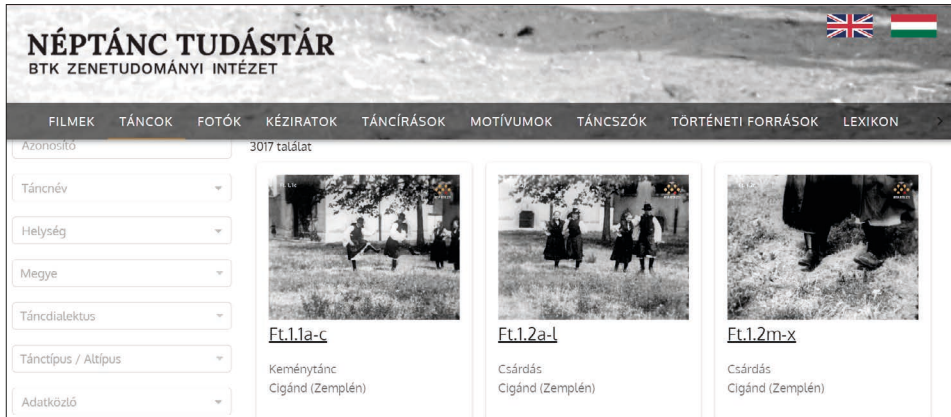 NÉPTÁNC TUDÁSTÁR
BTK ZENETUDOMÁNYI INTÉZET
FILMEK TÁNCOK FOTÓK KÉZIRATOK TÁNCÍRÁSOK MOTÍVUMOK TÁNCSZÓK TÖRTÉNETI FORRÁSOK LEXIKON
Azonosító
3017 találat
Táncnév
Helység
Megye
Táncdialektus
Tánctípus / Altípus
Adatközló
Ft.1.1a-c
Keménytánc
Cigánd (Zemplén)
Ft.1.2a-l
Csárdás
Cigánd (Zemplén)
Ft.1.2m-x
Csárdás
Cigánd (Zemplén)